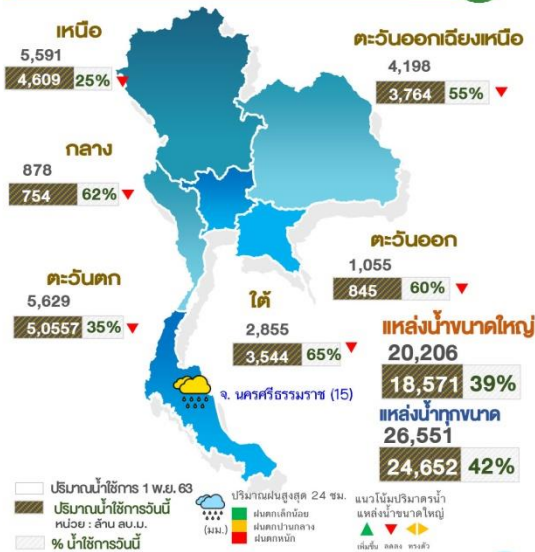 เหนือ
5,591
4,609 25%
ตะวันออกเฉียงเหนือ
4,198
3,764 55%
กลาง
878
754 62%
ตะวันออก
1,055
845 60%
ตะวันตก
5,629
5,0557 35%
ใต้
2,855
3,544 65%
จ. นครศรีธรรมราช (15)
แหล่งน้ำขนาดใหญ่
20,206
18,571 39%
แหล่งน้ำทุกขนาด
26,551
24,652 42%
ปริมาณน้ำใช้การ 1 พ.ย. 63
ปริมาณน้ำใช้การวันนี้
หน่วย : ล้าน ลบ.ม.
% น้ำใช้การวันนี้
ปริมาณฝนสูงสุด 24 ชม.
ฝนตกเล็กน้อย
ฝนตกปานกลาง
ฝนตกหนัก
(มม.)
แนวโน้มปริมาตรน้ำ
แหล่งน้ำขนาดใหญ่
เพิ่มขึ้น ลดลง ทรงตัว